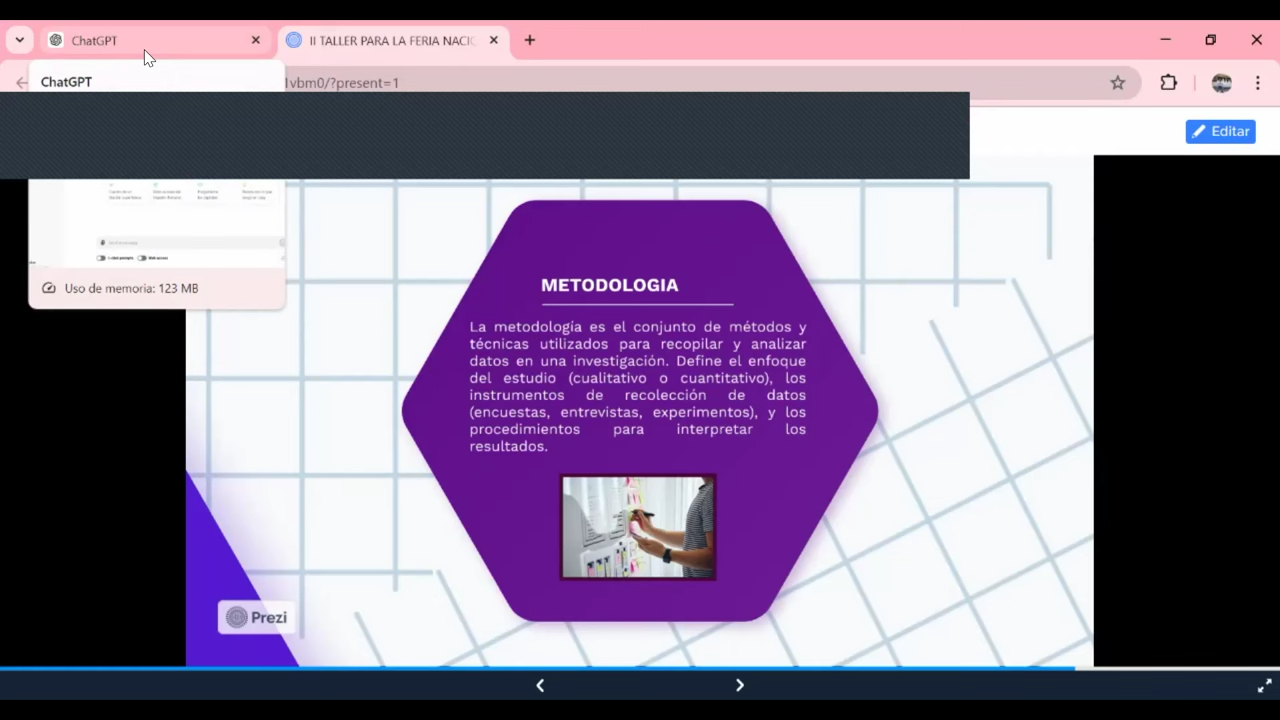 ChatGPT
II TALLER PARA LA FERIA NACIO
ChatGPT
lvbm0/?present=1
Editar
Uso de memoria: 123 MB
METODOLOGIA
La metodología es el conjunto de métodos y
técnicas utilizados para recopilar y analizar
datos en una investigación. Define el enfoque
del estudio (cualitativo o cuantitativo), los
instrumentos de recolección de datos
(encuestas, entrevistas, experimentos), y los
procedimientos para interpretar los
resultados.
Prezi